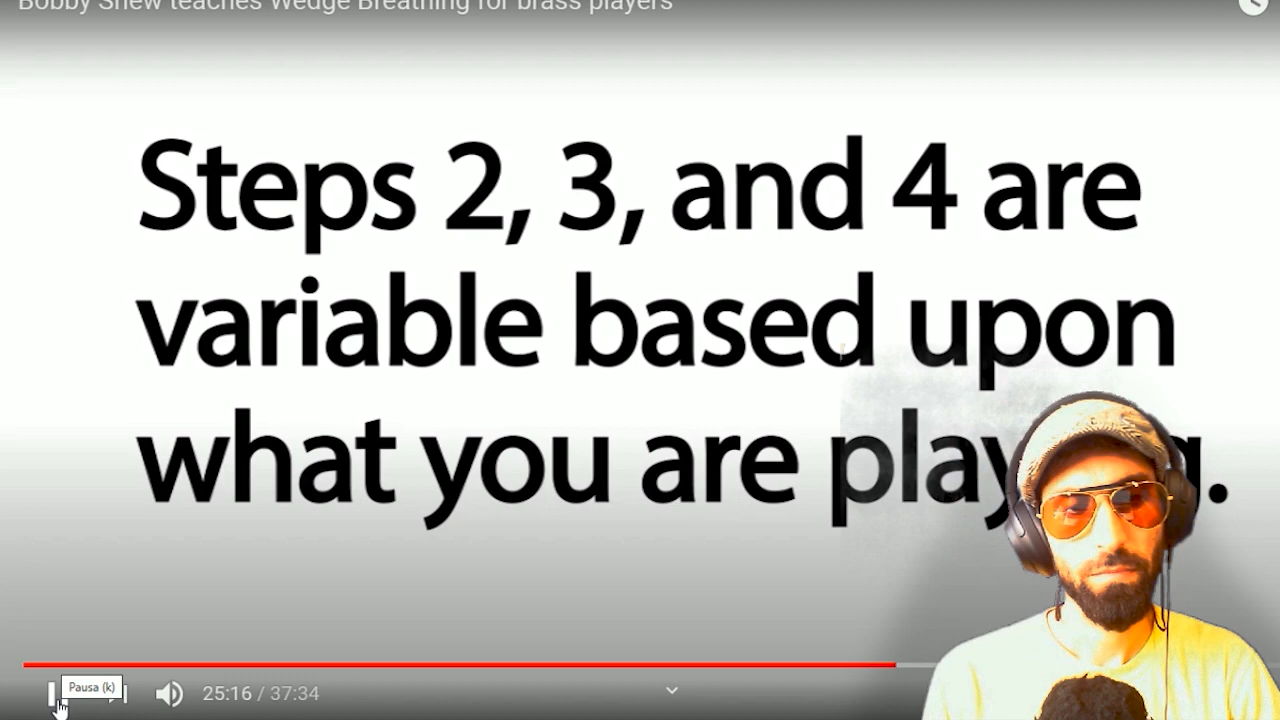 Bobby Shew teaches Wedge Breathing for brass players
Steps 2, 3, and 4 are
variable based upon
what you are
Pausa (k)
25:16 / 37:34